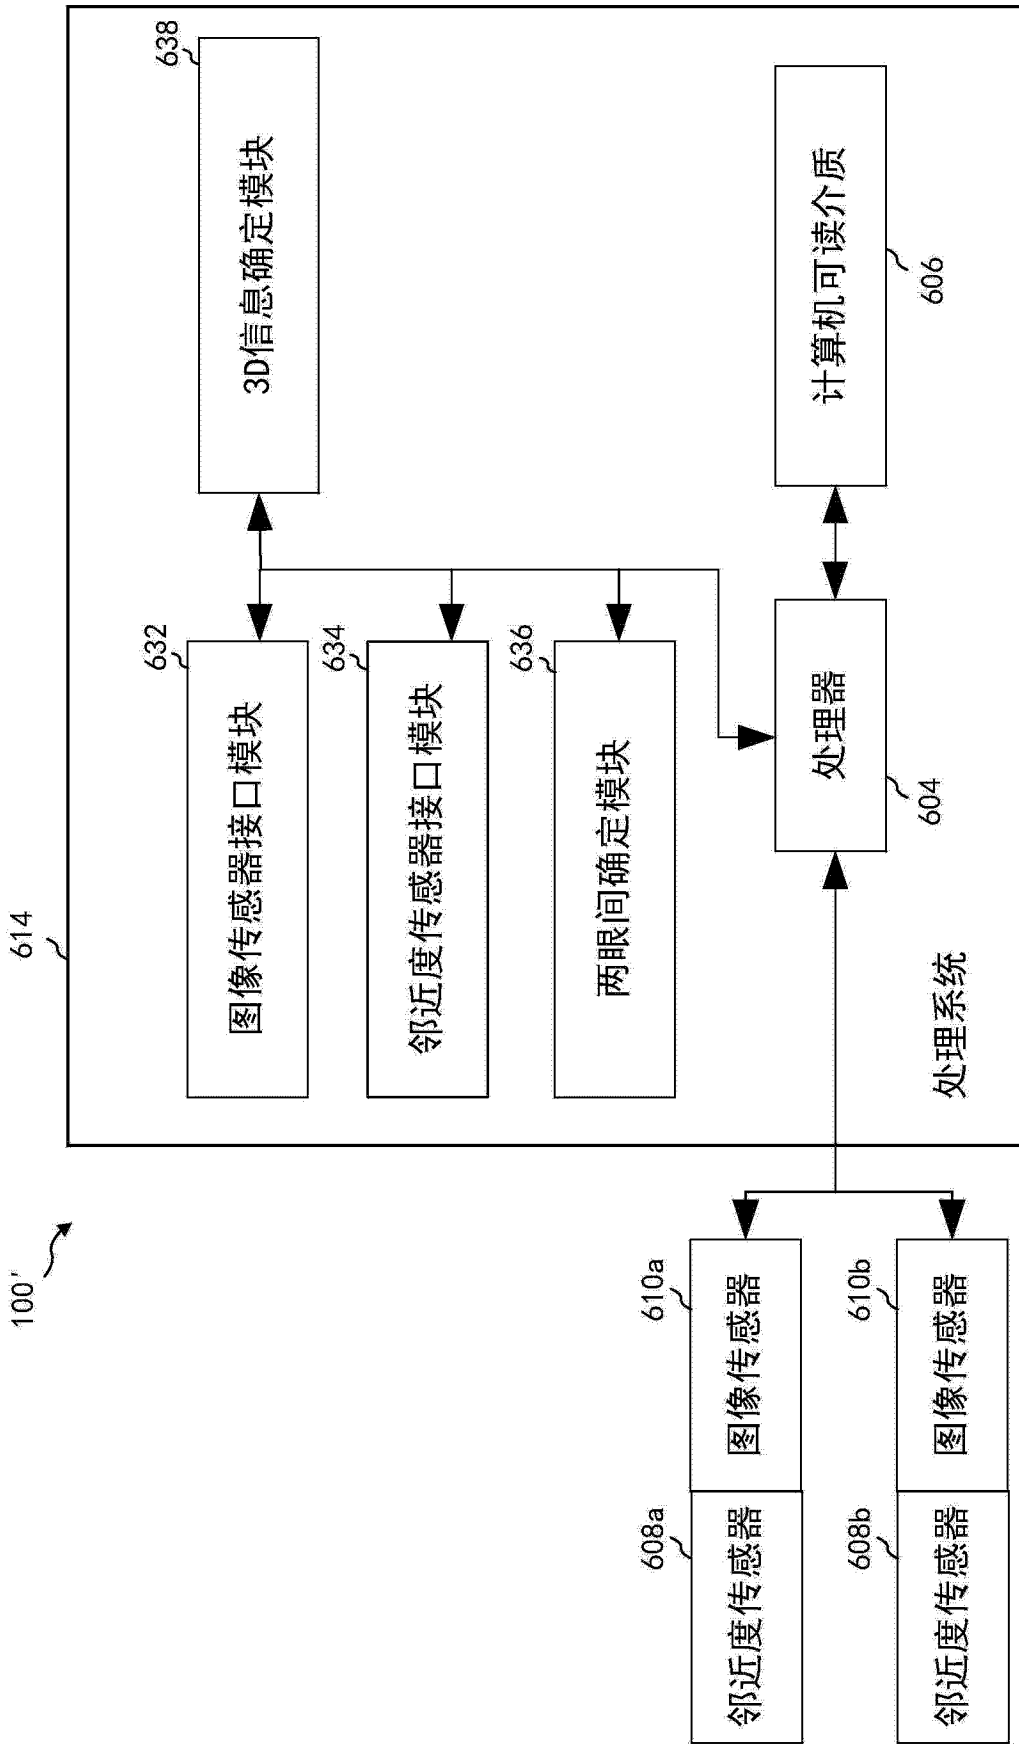 100'
614
632
图像传感器接口模块
634
邻近度传感器接口模块
636
两眼间确定模块
638
3D信息确定模块
608a
邻近度传感器
610a
图像传感器
608b
邻近度传感器
610b
图像传感器
处理器
604
计算机可读介质
606
处理系统